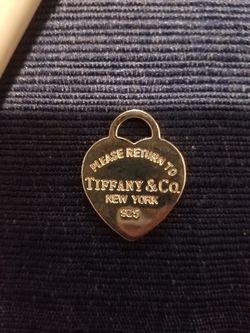 PLEASE RETURN TO
TIFFANY & CO.
NEW YORK
925